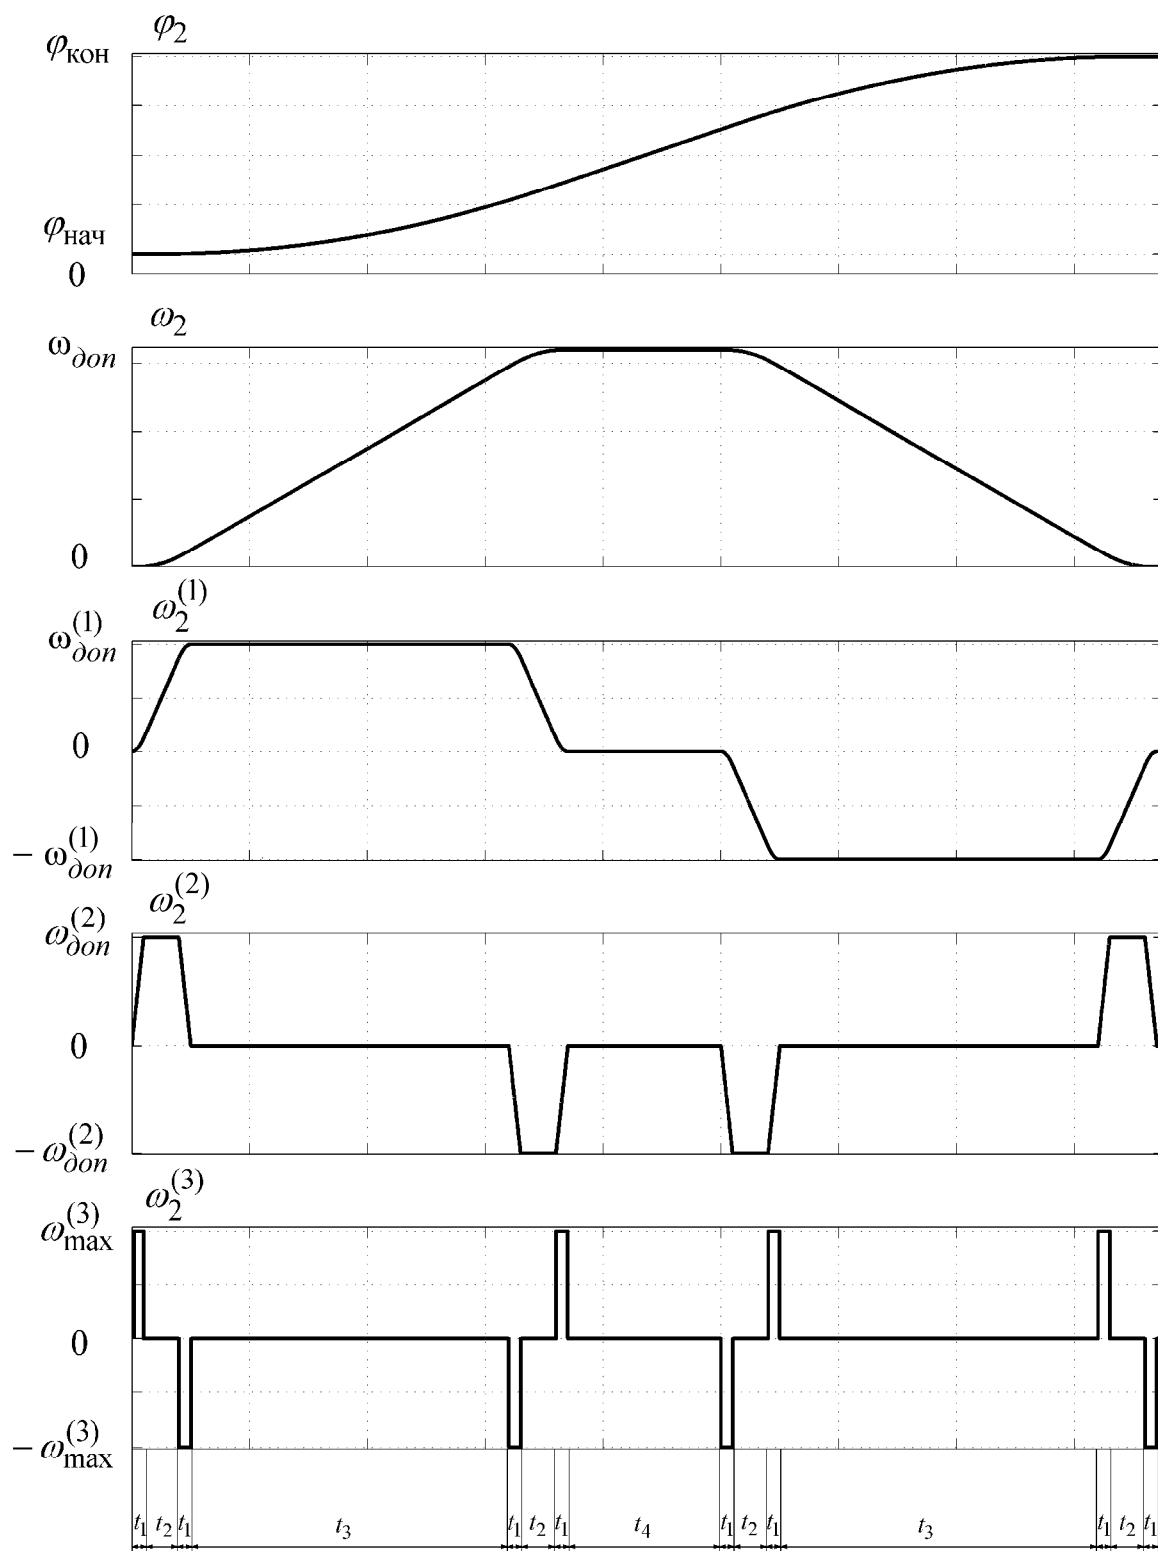 φ₂
φкон
φнач
0
ω₂
ωдоп
0
ω₂⁽¹⁾
ωдоп⁽¹⁾
0
− ωдоп⁽¹⁾
ω₂⁽²⁾
ωдоп⁽²⁾
0
− ωдоп⁽²⁾
ω₂⁽³⁾
ωmax⁽³⁾
0
− ωmax⁽³⁾
t₁ t₂ t₁ t₃ t₁ t₂ t₁ t₄ t₁ t₂ t₁ t₃ t₁ t₂ t₁